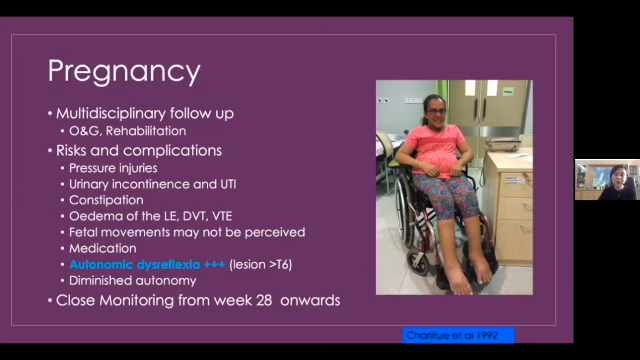 Pregnancy
• Multidisciplinary follow up
• O&G, Rehabilitation
• Risks and complications
• Pressure injuries
• Urinary incontinence and UTI
• Constipation
• Oedema of the LE, DVT, VTE
• Fetal movements may not be perceived
• Medication
• Autonomic dysreflexia +++ (lesion >T6)
• Diminished autonomy
• Close Monitoring from week 28 onwards
Charlifue et al 1992